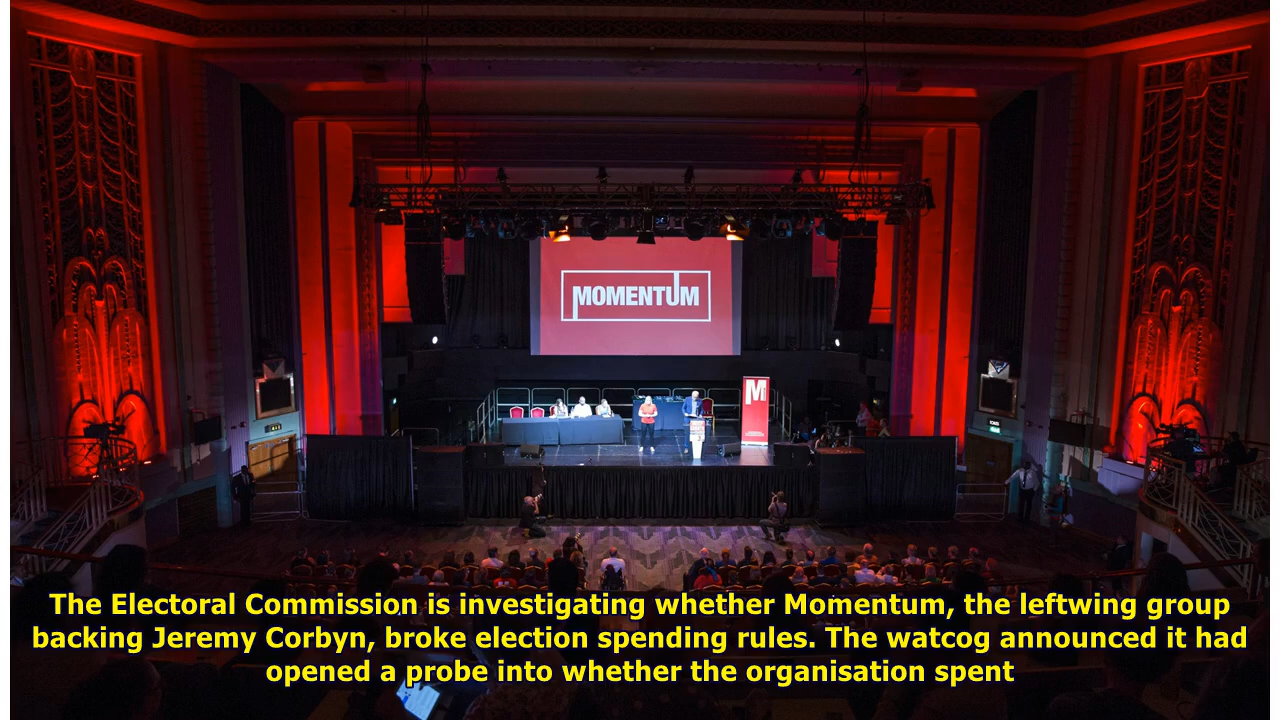 MOMENTUM
M
The Electoral Commission is investigating whether Momentum, the leftwing group
backing Jeremy Corbyn, broke election spending rules. The watcog announced it had
opened a probe into whether the organisation spent